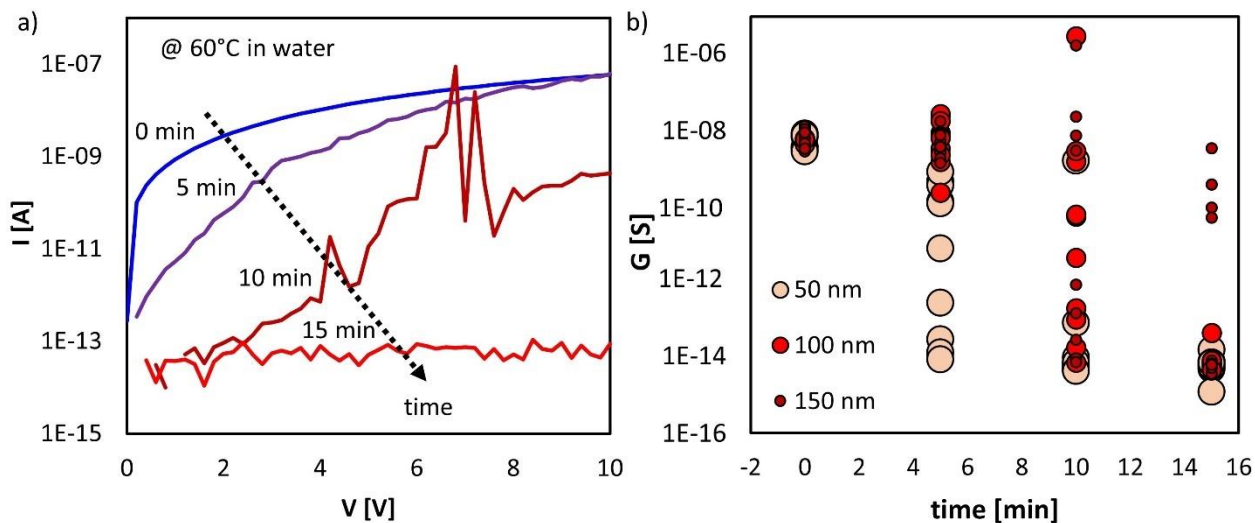 a)
@ 60°C in water
1E-07
1E-09
1E-11
1E-13
1E-15
I [A]
0 min
5 min
10 min
15 min
time
0
2
4
6
8
10
V [V]
b)
1E-06
1E-08
1E-10
1E-12
1E-14
1E-16
G [S]
50 nm
100 nm
150 nm
-2
0
2
4
6
8
10
12
14
16
time [min]